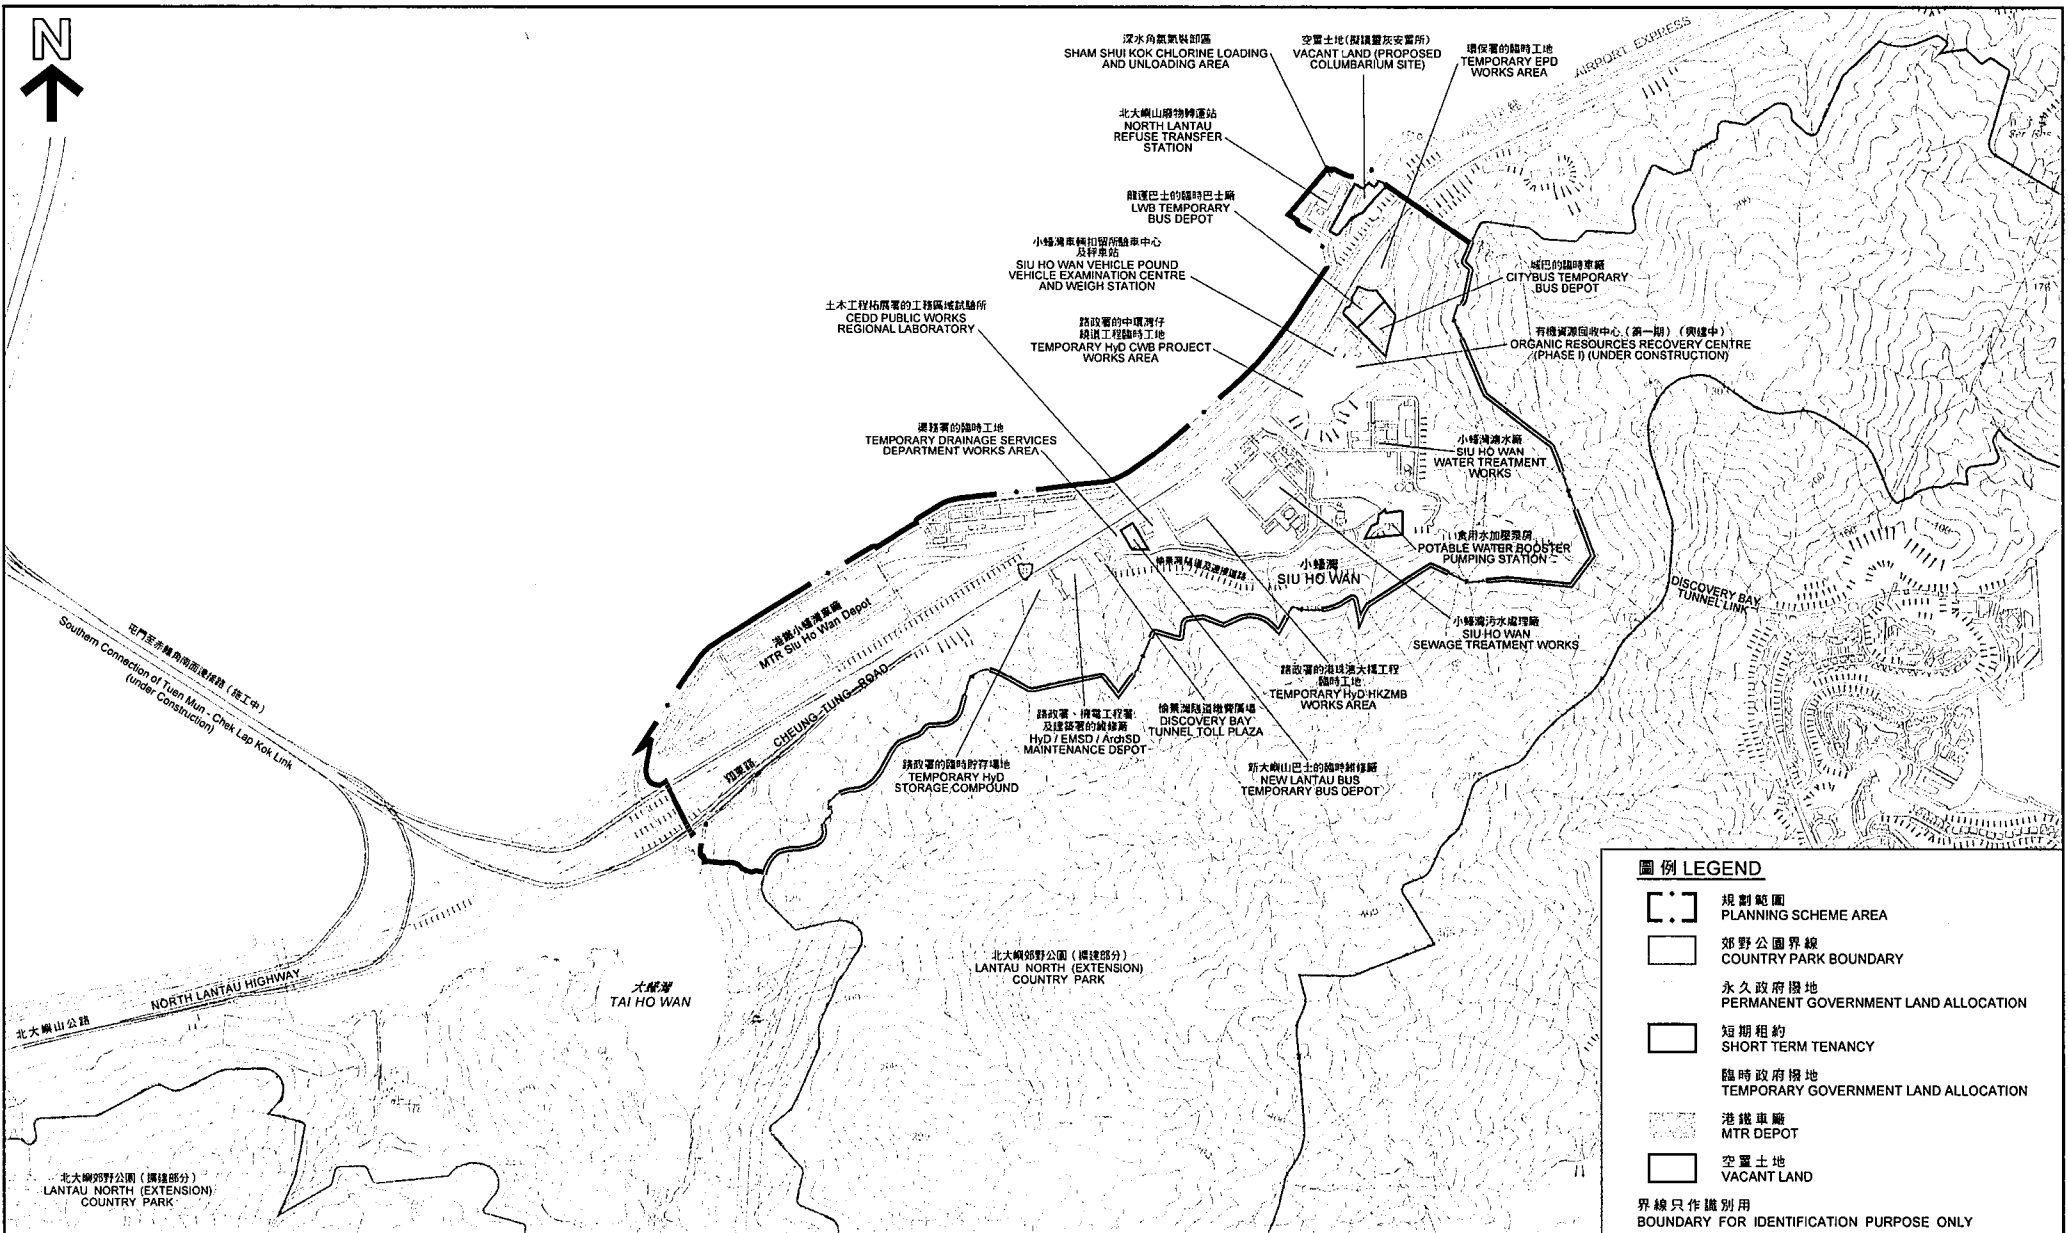 N
深水角氯氣裝卸區
SHAM SHUI KOK CHLORINE LOADING
AND UNLOADING AREA
空置土地(擬議靈灰安置所)
VACANT LAND (PROPOSED
COLUMBARIUM SITE)
環保署的臨時工地
TEMPORARY EPD
WORKS AREA
AIRPORT EXPRESS
北大嶼山廢物轉運站
NORTH LANTAU
REFUSE TRANSFER
STATION
龍運巴士的臨時巴士廠
LWB TEMPORARY
BUS DEPOT
小蠔灣車輛扣留所驗車中心
及秤車站
SIU HO WAN VEHICLE POUND
VEHICLE EXAMINATION CENTRE
AND WEIGH STATION
城巴的臨時車廠
CITYBUS TEMPORARY
BUS DEPOT
土木工程拓展署的工務區域試驗所
CEDD PUBLIC WORKS
REGIONAL LABORATORY
路政署的中環灣仔
繞道工程臨時工地
TEMPORARY HyD CWB PROJECT
WORKS AREA
有機資源回收中心 (第一期) (興建中)
ORGANIC RESOURCES RECOVERY CENTRE
(PHASE I) (UNDER CONSTRUCTION)
渠務署的臨時工地
TEMPORARY DRAINAGE SERVICES
DEPARTMENT WORKS AREA
小蠔灣濾水廠
SIU HO WAN
WATER TREATMENT
WORKS
食用水加壓泵房
POTABLE WATER BOOSTER
PUMPING STATION
愉景灣隧道及連接道路
小蠔灣
SIU HO WAN
DISCOVERY BAY
TUNNEL LINK
港鐵小蠔灣車廠
MTR Siu Ho Wan Depot
小蠔灣污水處理廠
SIU HO WAN
SEWAGE TREATMENT WORKS
屯門至赤鱲角南面連接路 (施工中)
Southern Connection of Tuen Mun - Chek Lap Kok Link
(under Construction)
路政署的港珠澳大橋工程
臨時工地
TEMPORARY HyD HKZMB
WORKS AREA
CHEUNG TUNG ROAD
翔東路
路政署、機電工程署
及建築署的維修廠
HyD / EMSD / ArchSD
MAINTENANCE DEPOT
愉景灣隧道繳費廣場
DISCOVERY BAY
TUNNEL TOLL PLAZA
路政署的臨時貯存場地
TEMPORARY HyD
STORAGE COMPOUND
新大嶼山巴士的臨時維修廠
NEW LANTAU BUS
TEMPORARY BUS DEPOT
北大嶼郊野公園 (擴建部分)
LANTAU NORTH (EXTENSION)
COUNTRY PARK
大蠔灣
TAI HO WAN
NORTH LANTAU HIGHWAY
北大嶼山公路
北大嶼郊野公園 (擴建部分)
LANTAU NORTH (EXTENSION)
COUNTRY PARK
圖例 LEGEND
規劃範圍
PLANNING SCHEME AREA
郊野公園界線
COUNTRY PARK BOUNDARY
永久政府撥地
PERMANENT GOVERNMENT LAND ALLOCATION
短期租約
SHORT TERM TENANCY
臨時政府撥地
TEMPORARY GOVERNMENT LAND ALLOCATION
港鐵車廠
MTR DEPOT
空置土地
VACANT LAND
界線只作識別用
BOUNDARY FOR IDENTIFICATION PURPOSE ONLY